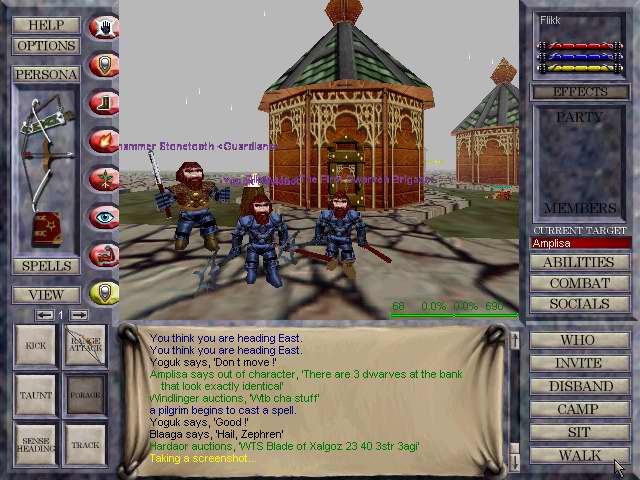 HELP
OPTIONS
PERSONA
SPELLS
VIEW
1
KICK
RANGE ATTACK
TAUNT
FORAGE
SENSE HEADING
TRACK
Stonetooth <Guardian>
68 0.0% 0.0% 690
You think you are heading East.
You think you are heading East.
Yoguk says, 'Don t move !'
Amplisa says out of character, 'There are 3 dwarves at the bank
that look exactly identical'
Windlinger auctions, 'Wtb cha stuff'
a pilgrim begins to cast a spell.
Yoguk says, 'Good !'
Blaaga says, 'Hail, Zephren'
Hardaor auctions, 'WTS Blade of Xalgoz 23 40 3str 3agi'
Taking a screenshot...
Flikk
EFFECTS
PARTY
MEMBERS
CURRENT TARGET
Amplisa
ABILITIES
COMBAT
SOCIALS
WHO
INVITE
DISBAND
CAMP
SIT
WALK